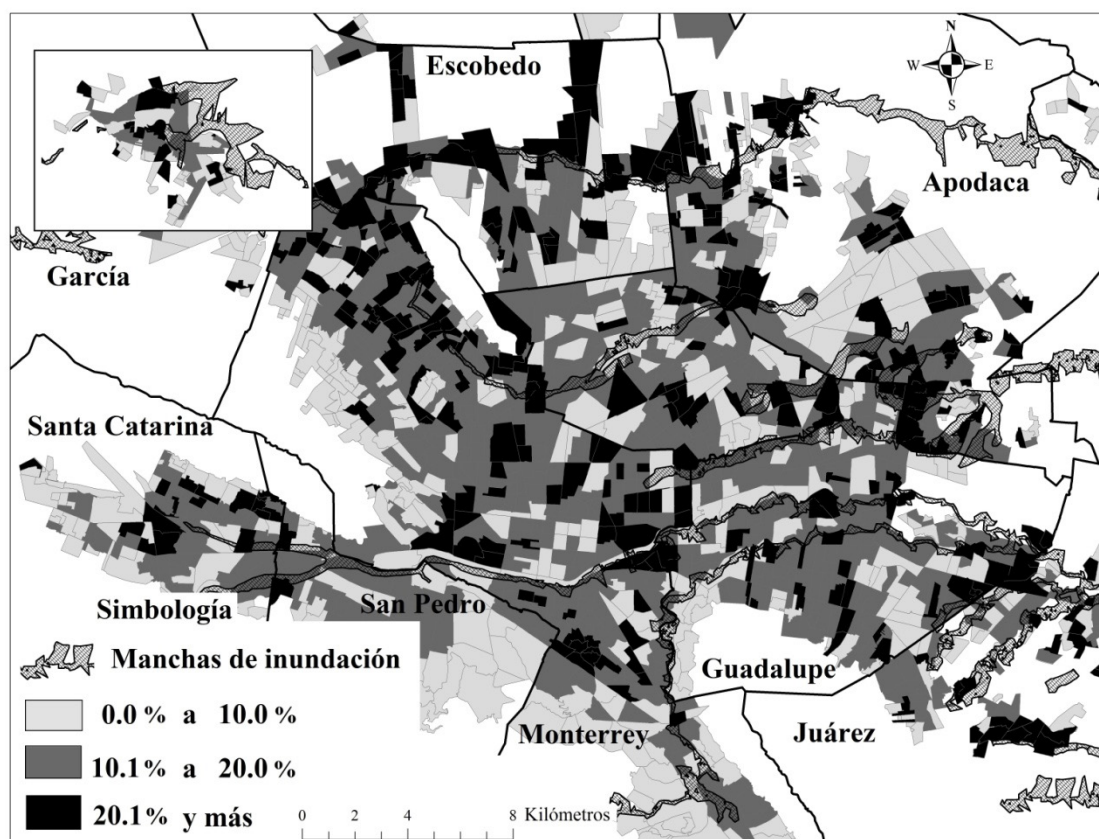 N
W E
S
Escobedo
Apodaca
García
Santa Catarina
Simbología
San Pedro
Manchas de inundación
Guadalupe
0.0 % a 10.0 %
Monterrey
Juárez
10.1% a 20.0 %
20.1 % y más
0 2 4 8 Kilómetros